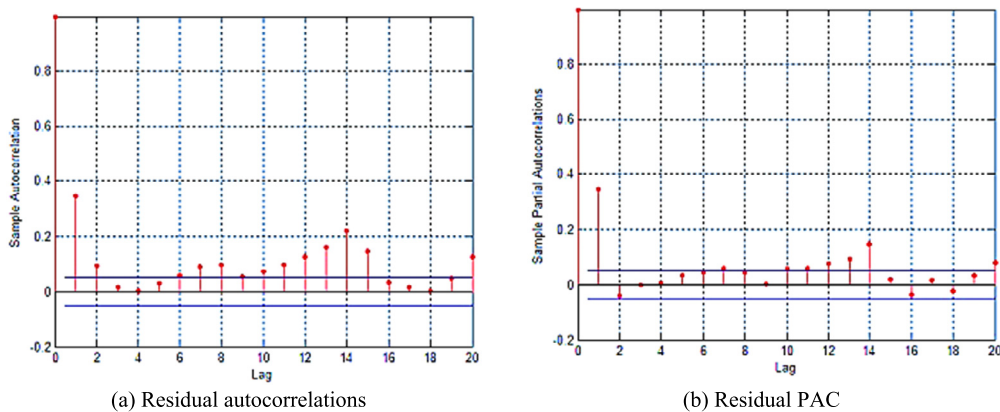 Sample Autocorrelation
0.8
0.6
0.4
0.2
0
-0.2
0 2 4 6 8 10 12 14 16 18 20
Lag
(a) Residual autocorrelations
Sample Partial Autocorrelations
0.8
0.6
0.4
0.2
0
-0.2
0 2 4 6 8 10 12 14 16 18 20
Lag
(b) Residual PAC